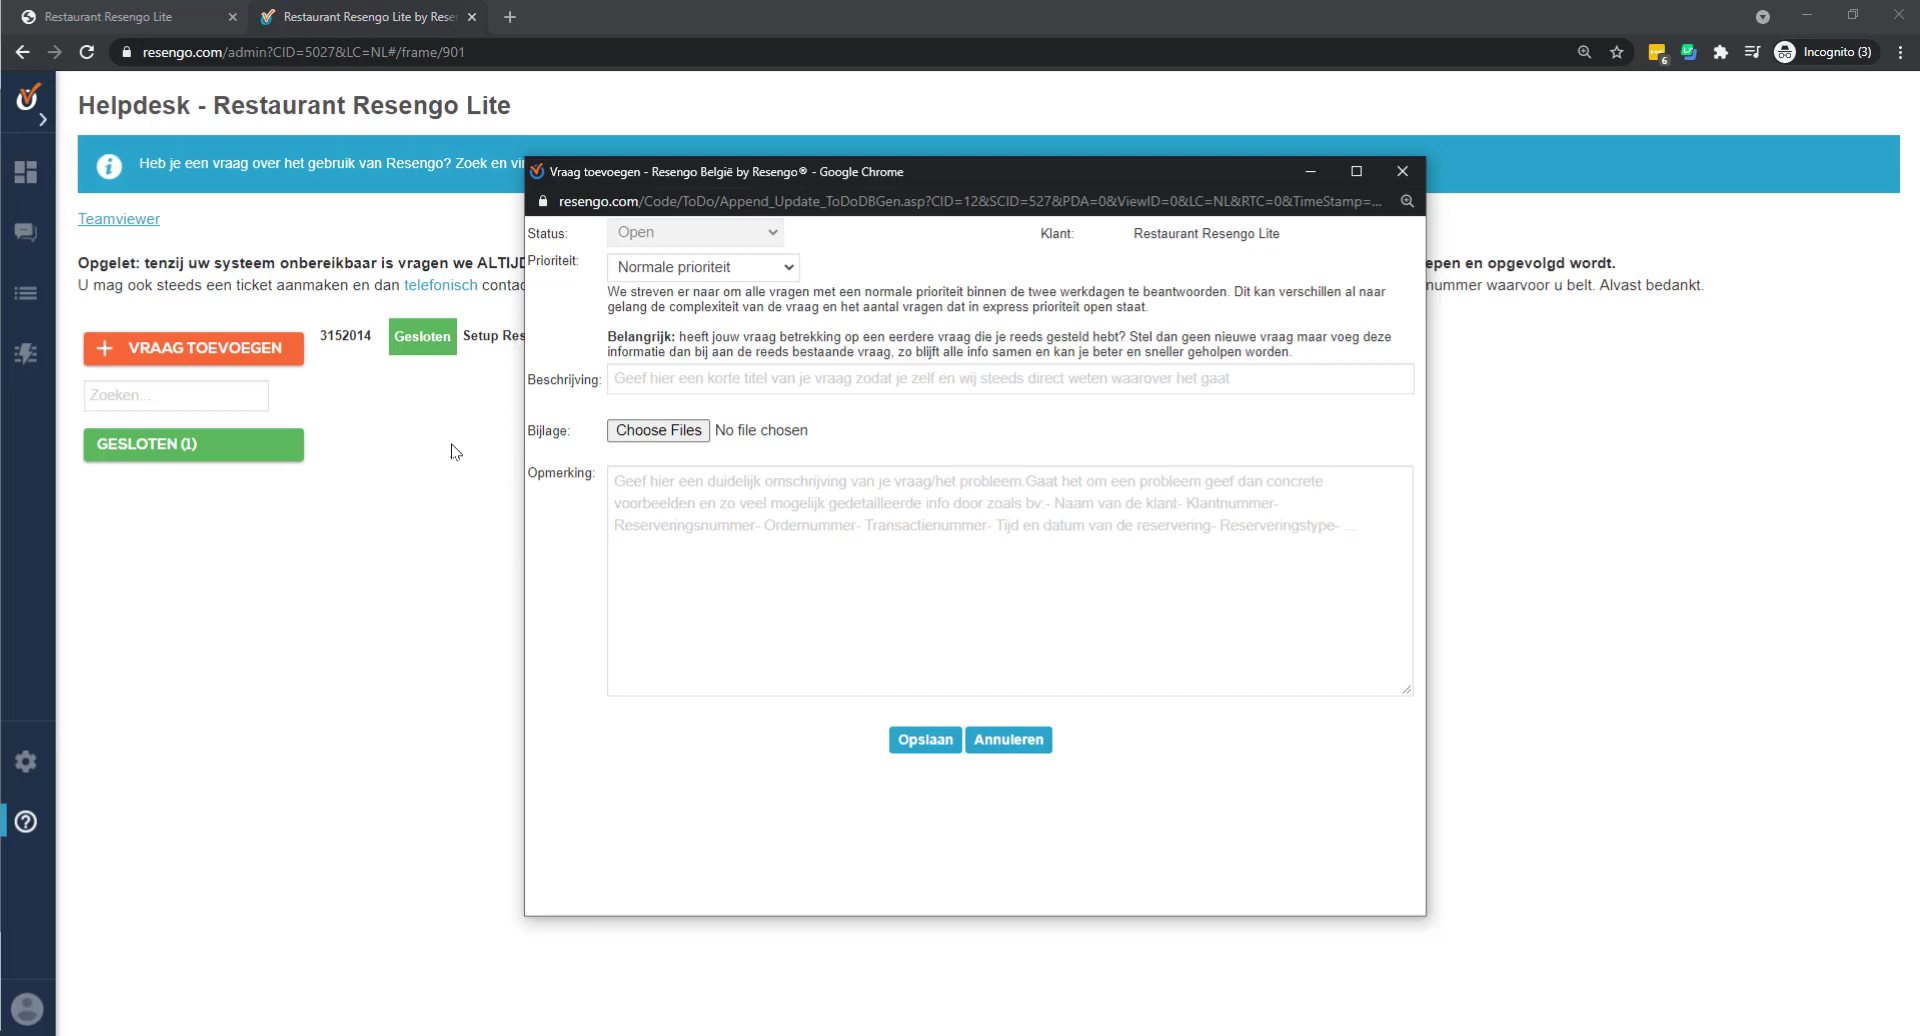 Restaurant Resengo Lite
Restaurant Resengo Lite by Rese
resengo.com/admin?CID=5027&LC=NL#/frame/901
6
Incognito (3)
Helpdesk - Restaurant Resengo Lite
Heb je een vraag over het gebruik van Resengo? Zoek en vi
Teamviewer
Opgelet: tenzij uw systeem onbereikbaar is vragen we ALTIJD
epen en opgevolgd wordt.
U mag ook steeds een ticket aanmaken en dan telefonisch contac
nummer waarvoor u belt. Alvast bedankt.
VRAAG TOEVOEGEN
3152014
Gesloten
Setup Res
Zoeken...
GESLOTEN (1)
Vraag toevoegen - Resengo België by Resengo® - Google Chrome
resengo.com/Code/ToDo/Append_Update_ToDoDBGen.asp?CID=12&SCID=527&PDA=0&ViewID=0&LC=NL&RTC=0&TimeStamp=...
Status:
Open
Klant:
Restaurant Resengo Lite
Prioriteit:
Normale prioriteit
We streven er naar om alle vragen met een normale prioriteit binnen de twee werkdagen te beantwoorden. Dit kan verschillen al naar
gelang de complexiteit van de vraag en het aantal vragen dat in express prioriteit open staat.
Belangrijk: heeft jouw vraag betrekking op een eerdere vraag die je reeds gesteld hebt? Stel dan geen nieuwe vraag maar voeg deze
informatie dan bij aan de reeds bestaande vraag, zo blijft alle info samen en kan je beter en sneller geholpen worden.
Beschrijving:
Geef hier een korte titel van je vraag zodat je zelf en wij steeds direct weten waarover het gaat
Bijlage:
Choose Files
No file chosen
Opmerking:
Geef hier een duidelijk omschrijving van je vraag/het probleem.Gaat het om een probleem geef dan concrete
voorbeelden en zo veel mogelijk gedetailleerde info door zoals bv:- Naam van de klant- Klantnummer-
Reserveringsnummer- Ordernummer- Transactienummer- Tijd en datum van de reservering- Reserveringstype- ...
Opslaan
Annuleren